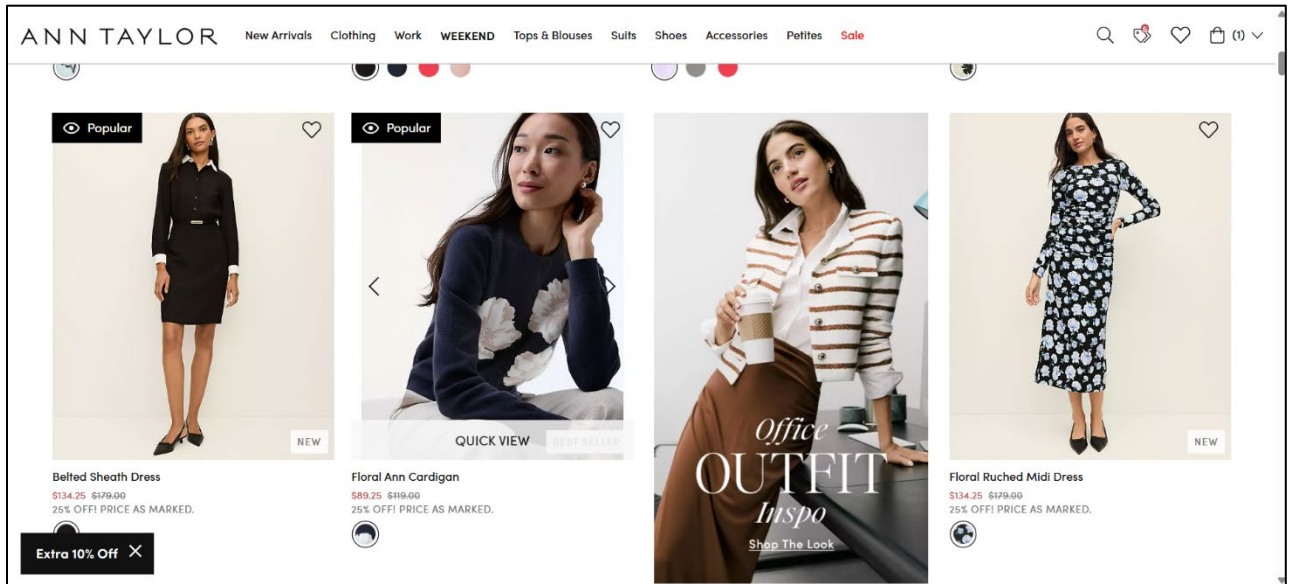 ANN TAYLOR
New Arrivals Clothing Work WEEKEND Tops & Blouses Suits Shoes Accessories Petites Sale
(1)
Popular
Popular
NEW
QUICK VIEW
BEST SELLER
Office
OUTFIT
Inspo
Shop The Look
NEW
Belted Sheath Dress
$134.25 $179.00
25% OFF! PRICE AS MARKED.
Floral Ann Cardigan
$89.25 $119.00
25% OFF! PRICE AS MARKED.
Floral Ruched Midi Dress
$134.25 $179.00
25% OFF! PRICE AS MARKED.
Extra 10% Off